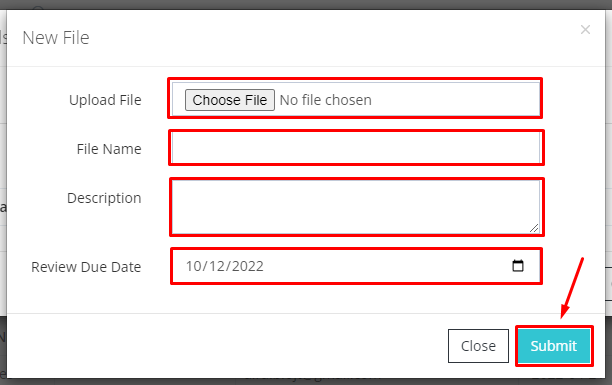 New File
×
Upload File
Choose File No file chosen
File Name
Description
Review Due Date
10/12/2022
Close
Submit